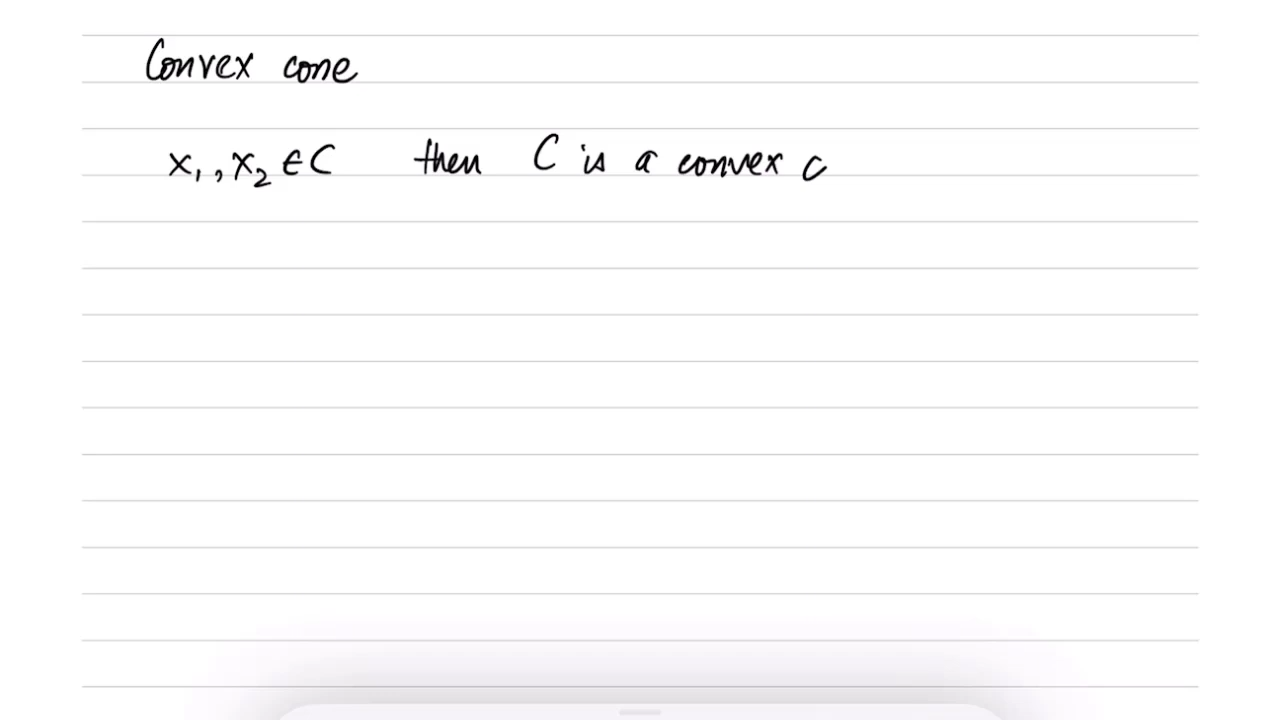 Convex cone
x₁, x₂ ∈ C then C is a convex c